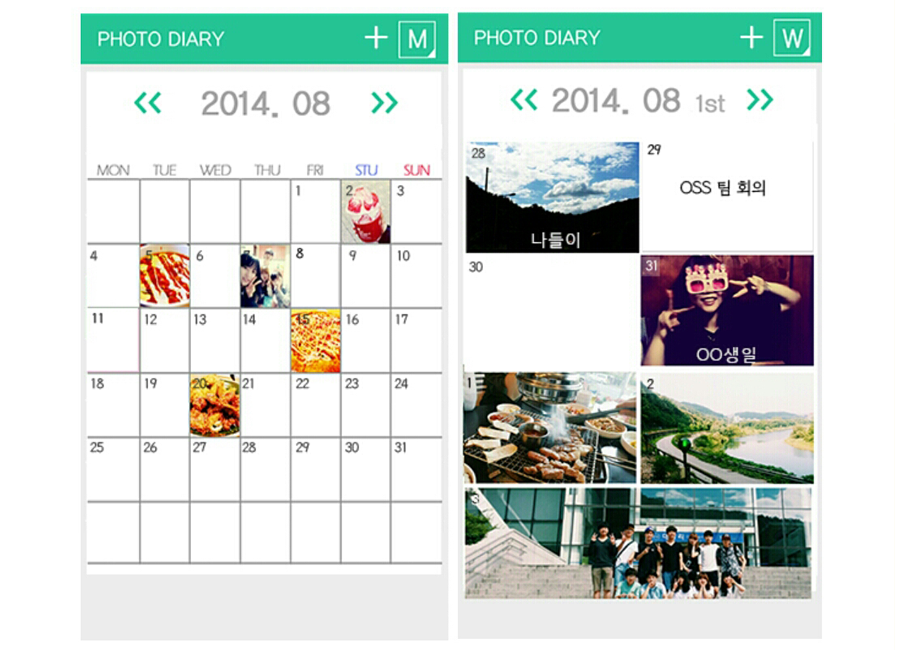 PHOTO DIARY + M
« 2014. 08 »
MON TUE WED THU FRI STU SUN
1 2 3
4 5 6 7 8 9 10
11 12 13 14 15 16 17
18 19 20 21 22 23 24
25 26 27 28 29 30 31
PHOTO DIARY + W
« 2014. 08 1st »
28 29
OSS 팀 회의
나들이
30 31
OO생일
1 2
3